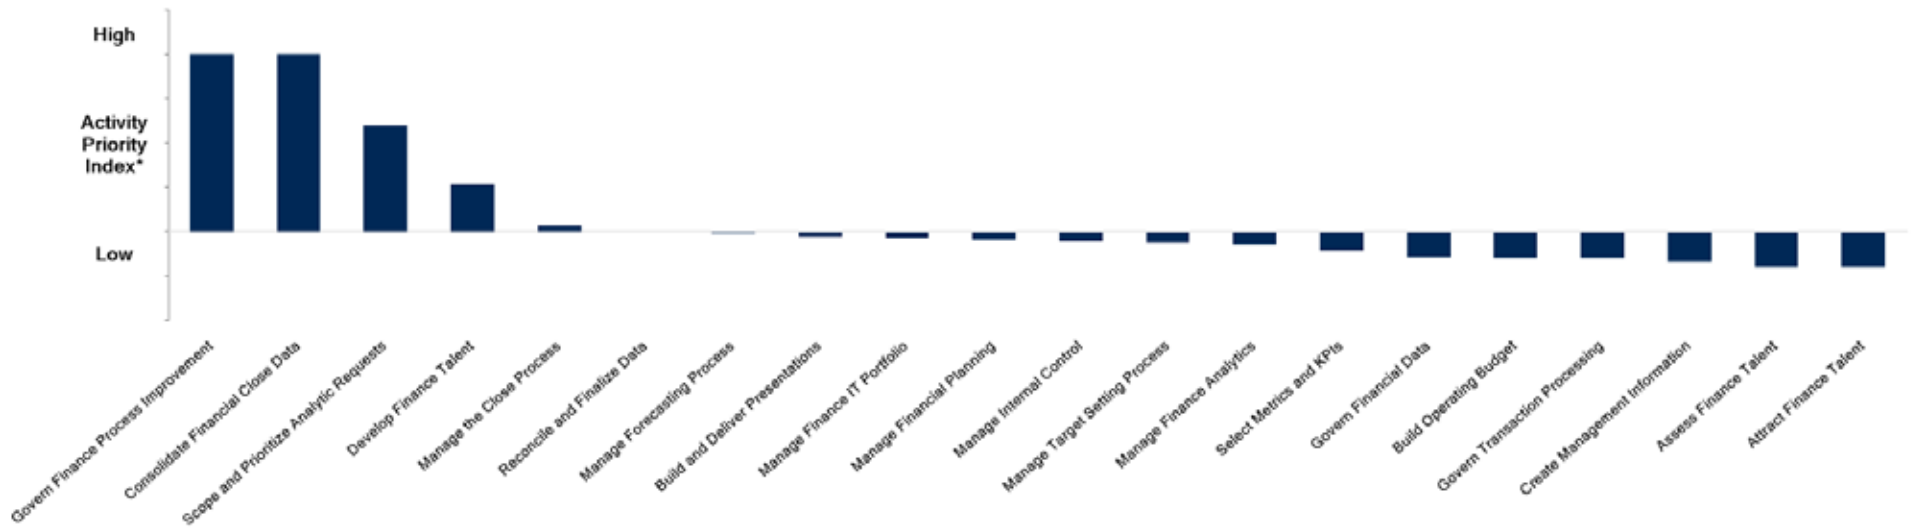 High
Activity
Priority
Index*
Low
Govern Finance Process Improvement
Consolidate Financial Close Data
Scope and Prioritize Analytic Requests
Develop Finance Talent
Manage the Close Process
Reconcile and Finalize Data
Manage Forecasting Process
Build and Deliver Presentations
Manage Finance IT Portfolio
Manage Financial Planning
Manage Internal Control
Manage Target Setting Process
Manage Finance Analytics
Select Metrics and KPIs
Govern Financial Data
Build Operating Budget
Govern Transaction Processing
Create Management Information
Assess Finance Talent
Attract Finance Talent